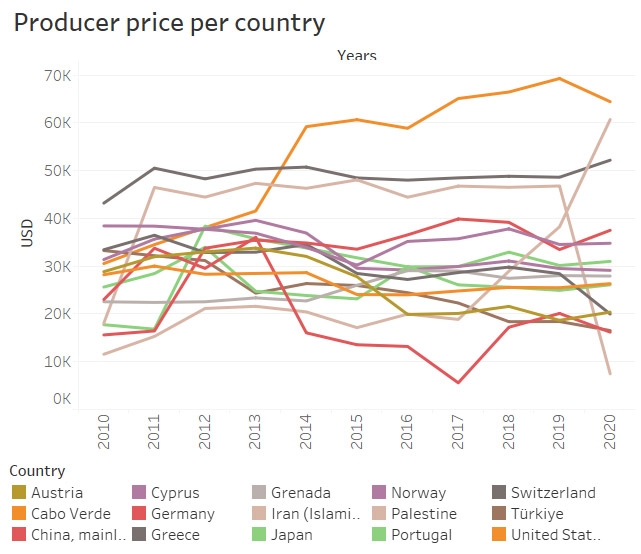 Producer price per country
Years
70K
60K
50K
40K
30K
20K
10K
0K
USD
2010 2011 2012 2013 2014 2015 2016 2017 2018 2019 2020
Country
Austria Cyprus Grenada Norway Switzerland
Cabo Verde Germany Iran (Islami.. Palestine Türkiye
China, mainl.. Greece Japan Portugal United Stat..